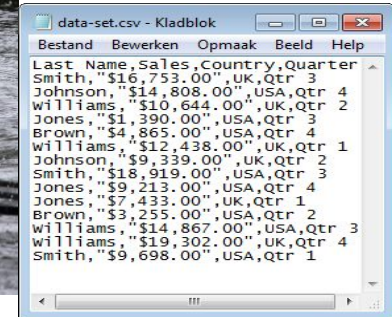 data-set.csv - Kladblok
Bestand Bewerken Opmaak Beeld Help
Last Name,Sales,Country,Quarter
Smith,"$16,753.00",UK,Qtr 3
Johnson,"$14,808.00",USA,Qtr 4
Williams,"$10,644.00",UK,Qtr 2
Jones,"$1,390.00",USA,Qtr 3
Brown,"$4,865.00",USA,Qtr 4
Williams,"$12,438.00",UK,Qtr 1
Johnson,"$9,339.00",UK,Qtr 2
Smith,"$18,919.00",USA,Qtr 3
Jones,"$9,213.00",USA,Qtr 4
Jones,"$7,433.00",UK,Qtr 1
Brown,"$3,255.00",USA,Qtr 2
Williams,"$14,867.00",USA,Qtr 3
Williams,"$19,302.00",UK,Qtr 4
Smith,"$9,698.00",USA,Qtr 1